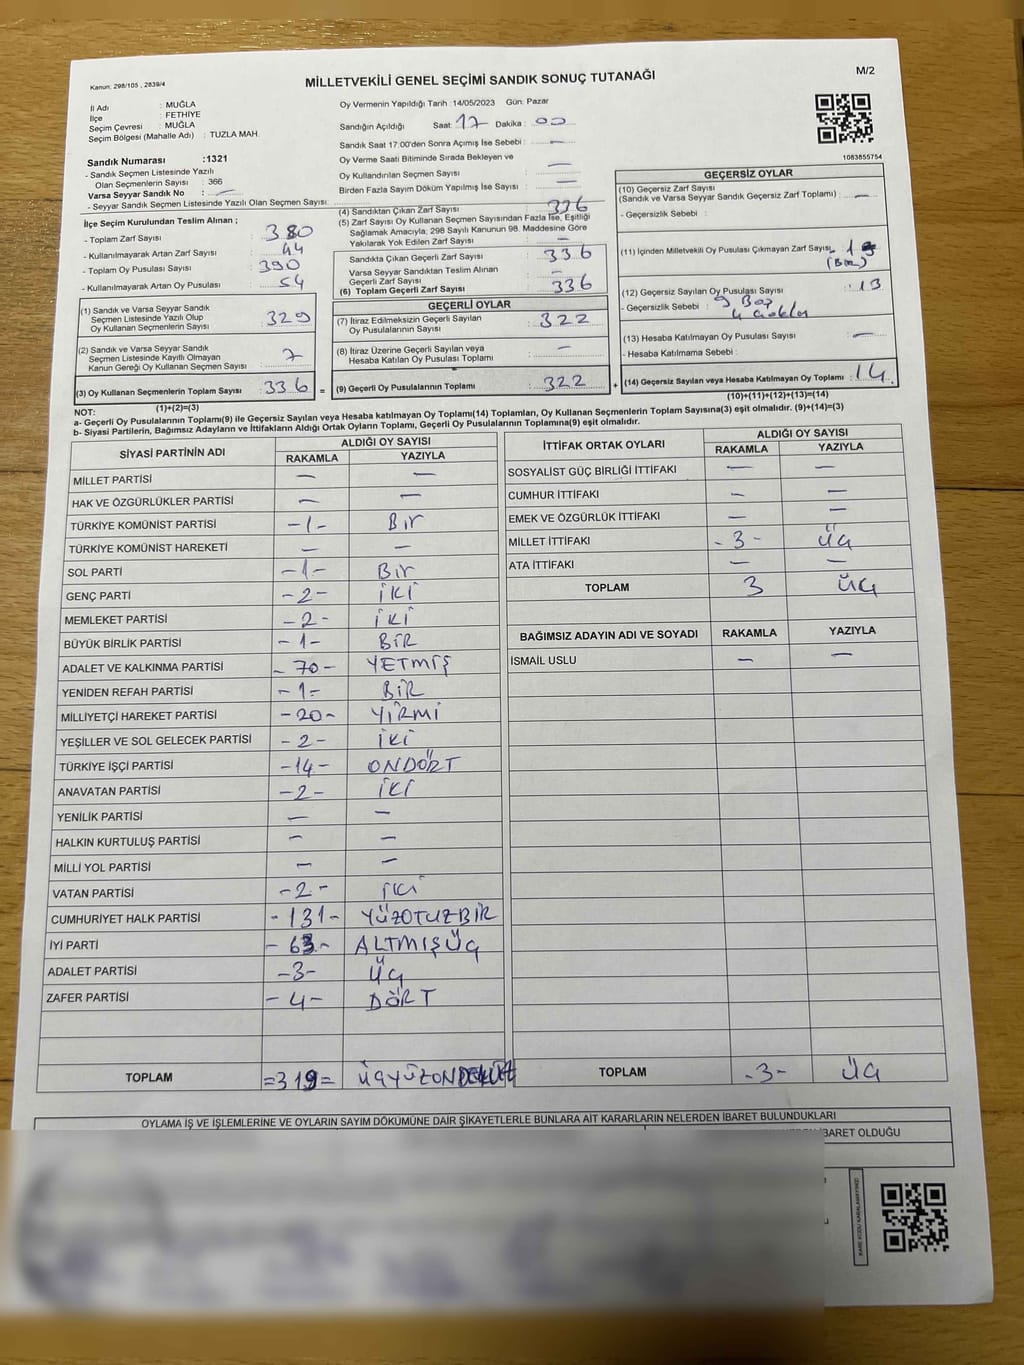 Kanun: 298/105 , 2839/4
MİLLETVEKİLİ GENEL SEÇİMİ SANDIK SONUÇ TUTANAĞI
M/2
İl Adı : MUĞLA
İlçe : FETHİYE
Seçim Çevresi : MUĞLA
Seçim Bölgesi (Mahalle Adı) : TUZLA MAH.
Sandık Numarası :1321
- Sandık Seçmen Listesinde Yazılı
Olan Seçmenlerin Sayısı : 366
Varsa Seyyar Sandık No : —
- Seyyar Sandık Seçmen Listesinde Yazılı Olan Seçmen Sayısı.
Oy Vermenin Yapıldığı Tarih : 14/05/2023 Gün: Pazar
Sandığın Açıldığı Saat: 17 Dakika : 00
Sandık Saat 17:00'den Sonra Açımış İse Sebebi : —
Oy Verme Saati Bitiminde Sırada Bekleyen ve
Oy Kullandırılan Seçmen Sayısı —
Birden Fazla Sayım Döküm Yapılmış İse Sayısı : —
1083855754
İlçe Seçim Kurulundan Teslim Alınan ;
- Toplam Zarf Sayısı 380
- Kullanılmayarak Artan Zarf Sayısı 44
- Toplam Oy Pusulası Sayısı 390
- Kullanılmayarak Artan Oy Pusulası 54
(1) Sandık ve Varsa Seyyar Sandık
Seçmen Listesinde Yazılı Olup
Oy Kullanan Seçmenlerin Sayısı 329
(2) Sandık ve Varsa Seyyar Sandık
Seçmen Listesinde Kayıtlı Olmayan
Kanun Gereği Oy Kullanan Seçmen Sayısı 7
(3) Oy Kullanan Seçmenlerin Toplam Sayısı 336 =
(1)+(2)=(3)
(4) Sandıktan Çıkan Zarf Sayısı 336
(5) Zarf Sayısı Oy Kullanan Seçmen Sayısından Fazla İse, Eşitliği
Sağlamak Amacıyla, 298 Sayılı Kanunun 98. Maddesine Göre
Yakılarak Yok Edilen Zarf Sayısı —
Sandıkta Çıkan Geçerli Zarf Sayısı 336
Varsa Seyyar Sandıktan Teslim Alınan
Geçerli Zarf Sayısı —
(6) Toplam Geçerli Zarf Sayısı 336
GEÇERLİ OYLAR
(7) İtiraz Edilmeksizin Geçerli Sayılan
Oy Pusulalarının Sayısı 322
(8) İtiraz Üzerine Geçerli Sayılan veya
Hesaba Katılan Oy Pusulası Toplamı —
(9) Geçerli Oy Pusulalarının Toplamı 322 +
GEÇERSİZ OYLAR
(10) Geçersiz Zarf Sayısı
(Sandık ve Varsa Seyyar Sandık Geçersiz Zarf Toplamı) : —
- Geçersizlik Sebebi :
(11) İçinden Milletvekili Oy Pusulası Çıkmayan Zarf Sayısı 1
(Bir)
(12) Geçersiz Sayılan Oy Pusulası Sayısı : 13
- Geçersizlik Sebebi : 9 Boş
4
(13) Hesaba Katılmayan Oy Pusulası Sayısı : —
- Hesaba Katılmama Sebebi :
(14) Geçersiz Sayılan veya Hesaba Katılmayan Oy Toplamı : 14
(10)+(11)+(12)+(13)=(14)
NOT:
a- Geçerli Oy Pusulalarının Toplamı(9) ile Geçersiz Sayılan veya Hesaba katılmayan Oy Toplamı(14) Toplamları, Oy Kullanan Seçmenlerin Toplam Sayısına(3) eşit olmalıdır. (9)+(14)=(3)
b- Siyasi Partilerin, Bağımsız Adayların ve İttifakların Aldığı Ortak Oyların Toplamı, Geçerli Oy Pusulalarının Toplamına(9) eşit olmalıdır.
SİYASİ PARTİNİN ADI ALDIĞI OY SAYISI
RAKAMLA YAZIYLA
MİLLET PARTİSİ — —
HAK VE ÖZGÜRLÜKLER PARTİSİ — —
TÜRKİYE KOMÜNİST PARTİSİ -1- Bir
TÜRKİYE KOMÜNİST HAREKETİ — —
SOL PARTİ -1- Bir
GENÇ PARTİ -2- İKİ
MEMLEKET PARTİSİ -2- İKİ
BÜYÜK BİRLİK PARTİSİ -1- BİR
ADALET VE KALKINMA PARTİSİ -70- YETMİŞ
YENİDEN REFAH PARTİSİ -1- BİR
MİLLİYETÇİ HAREKET PARTİSİ -20- YİRMİ
YEŞİLLER VE SOL GELECEK PARTİSİ -2- İKİ
TÜRKİYE İŞÇİ PARTİSİ -14- ONDÖRT
ANAVATAN PARTİSİ -2- İKİ
YENİLİK PARTİSİ — —
HALKIN KURTULUŞ PARTİSİ — —
MİLLİ YOL PARTİSİ — —
VATAN PARTİSİ -2- İKİ
CUMHURİYET HALK PARTİSİ -131- YÜZOTUZBİR
İYİ PARTİ -63- ALTMIŞÜÇ
ADALET PARTİSİ -3- ÜÇ
ZAFER PARTİSİ -4- DÖRT
TOPLAM =319= ÜÇYÜZONDOKUZ
İTTİFAK ORTAK OYLARI ALDIĞI OY SAYISI
RAKAMLA YAZIYLA
SOSYALİST GÜÇ BİRLİĞİ İTTİFAKI — —
CUMHUR İTTİFAKI — —
EMEK VE ÖZGÜRLÜK İTTİFAKI — —
MİLLET İTTİFAKI -3- ÜÇ
ATA İTTİFAKI — —
TOPLAM 3 ÜÇ
BAĞIMSIZ ADAYIN ADI VE SOYADI RAKAMLA YAZIYLA
İSMAİL USLU — —
TOPLAM -3- ÜÇ
OYLAMA İŞ VE İŞLEMLERİNE VE OYLARIN SAYIM DÖKÜMÜNE DAİR ŞİKAYETLERLE BUNLARA AİT KARARLARIN NELERDEN İBARET BULUNDUKLARI
İBARET OLDUĞU
KARE KODU KARALAMAYINIZ!